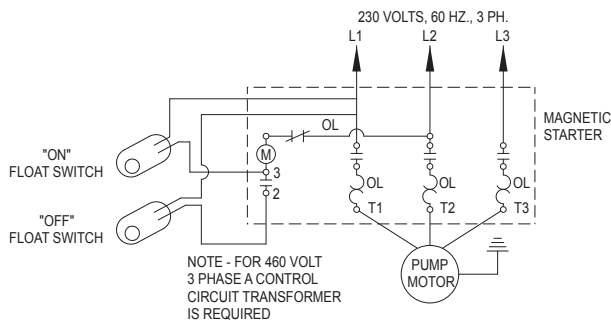 230 VOLTS, 60 HZ., 3 PH.
L1 L2 L3
OL
MAGNETIC
STARTER
"ON"
FLOAT SWITCH
M
3
2
OL OL OL
T1 T2 T3
"OFF"
FLOAT SWITCH
NOTE - FOR 460 VOLT
3 PHASE A CONTROL
CIRCUIT TRANSFORMER
IS REQUIRED
PUMP
MOTOR